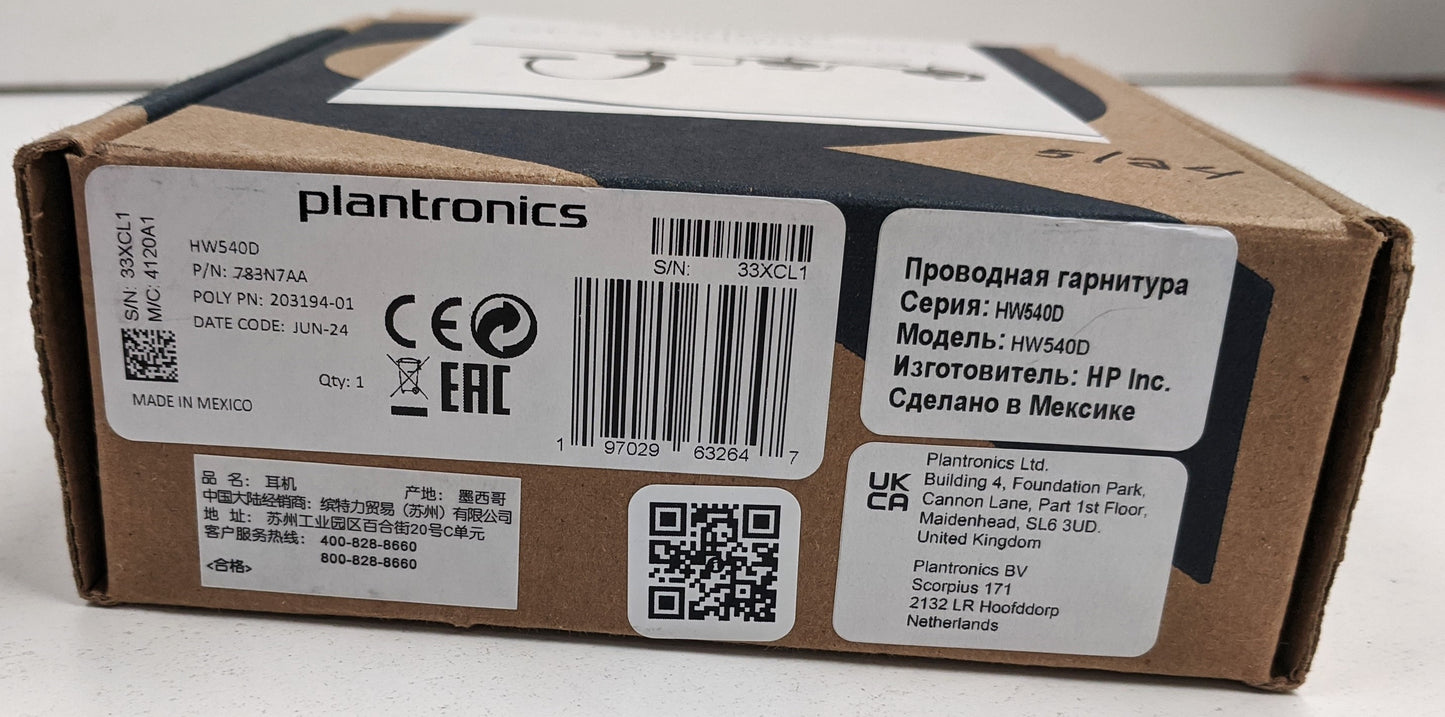 plantronics
S/N: 33XCL1
M/C: 4120A1
HW540D
P/N: 783N7AA
POLY PN: 203194-01
DATE CODE: JUN-24
Qty: 1
MADE IN MEXICO
CE
EAC
S/N: 33XCL1
1 97029 63264 7
Проводная гарнитура
Серия: HW540D
Модель: HW540D
Изготовитель: HP Inc.
Сделано в Мексике
品 名： 耳机 产地： 墨西哥
中国大陆经销商： 缤特力贸易（苏州）有限公司
地 址： 苏州工业园区百合街20号C单元
客户服务热线： 400-828-8660
800-828-8660
<合格>
UK
CA
Plantronics Ltd.
Building 4, Foundation Park,
Cannon Lane, Part 1st Floor,
Maidenhead, SL6 3UD.
United Kingdom
Plantronics BV
Scorpius 171
2132 LR Hoofddorp
Netherlands